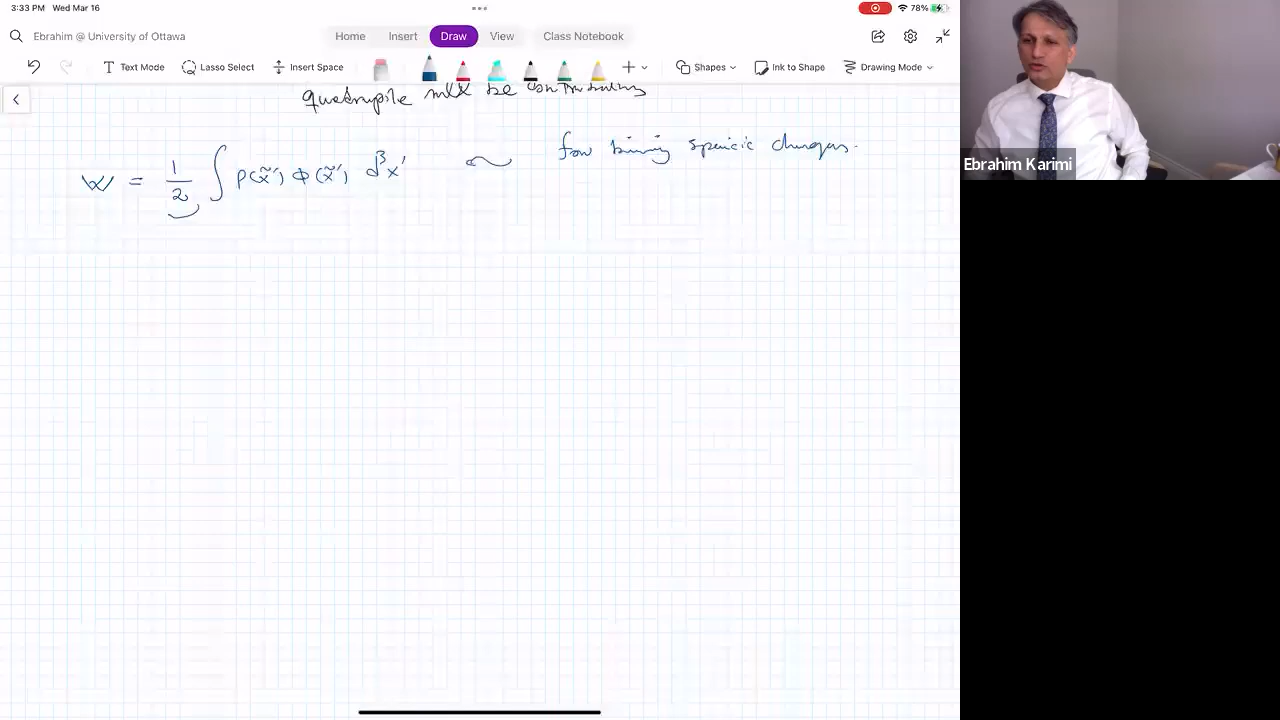 3:33 PM Wed Mar 16
78%
Ebrahim @ University of Ottawa
Home Insert Draw View Class Notebook
Text Mode Lasso Select Insert Sp Shapes Ink to Shape Drawing Mode
quadrupole will be contributing
for specific charges.
W = 1/2 ∫ ρ(x̃') Φ(x̃') d³x'
Ebrahim Karimi